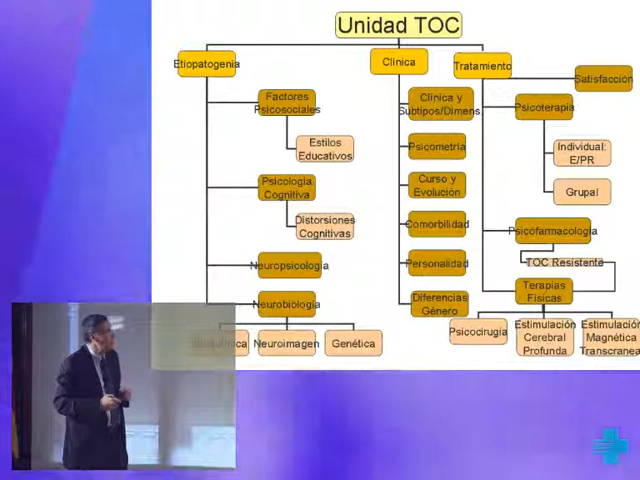 Unidad TOC
Etiopatogenia
Factores
Psicosociales
Estilos
Educativos
Psicología
Cognitiva
Distorsiones
Cognitivas
Neuropsicología
Neurobiología
Neuroimagen
Genética
Clínica
Clínica y
Subtipos/Dimens.
Psicometría
Curso y
Evolución
Comorbilidad
Personalidad
Diferencias
Género
Tratamiento
Satisfacción
Psicoterapia
Individual:
E/PR
Grupal
Psicofarmacología
TOC Resistente
Terapias
Físicas
Psicocirugía
Estimulación
Cerebral
Profunda
Estimulación
Magnética
Transcranea